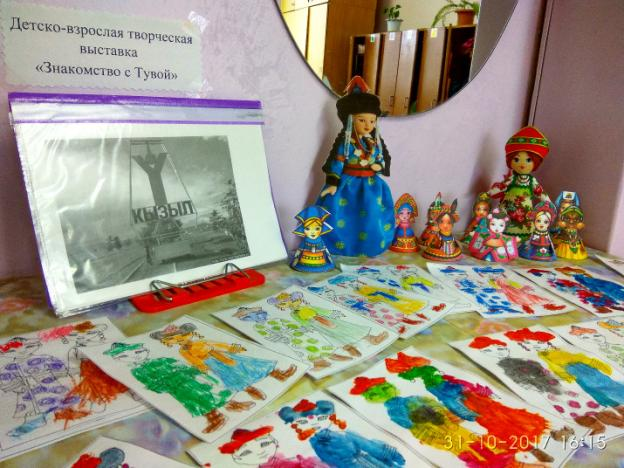 Детско-взрослая творческая
выставка
«Знакомство с Тувой»
КЫЗЫЛ
31-10-2017 16:15